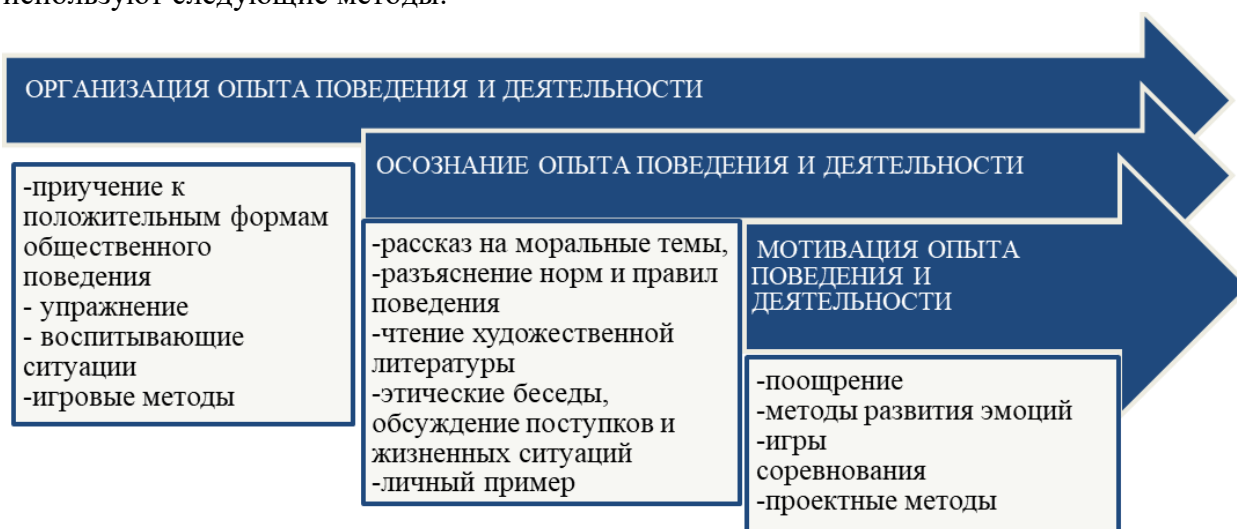 используют следующие методы:
ОРГАНИЗАЦИЯ ОПЫТА ПОВЕДЕНИЯ И ДЕЯТЕЛЬНОСТИ
-приучение к
положительным формам
общественного
поведения
- упражнение
- воспитывающие
ситуации
-игровые методы
ОСОЗНАНИЕ ОПЫТА ПОВЕДЕНИЯ И ДЕЯТЕЛЬНОСТИ
-рассказ на моральные темы,
-разъяснение норм и правил
поведения
-чтение художественной
литературы
-этические беседы,
обсуждение поступков и
жизненных ситуаций
-личный пример
МОТИВАЦИЯ ОПЫТА
ПОВЕДЕНИЯ И
ДЕЯТЕЛЬНОСТИ
-поощрение
-методы развития эмоций
-игры
соревнования
-проектные методы